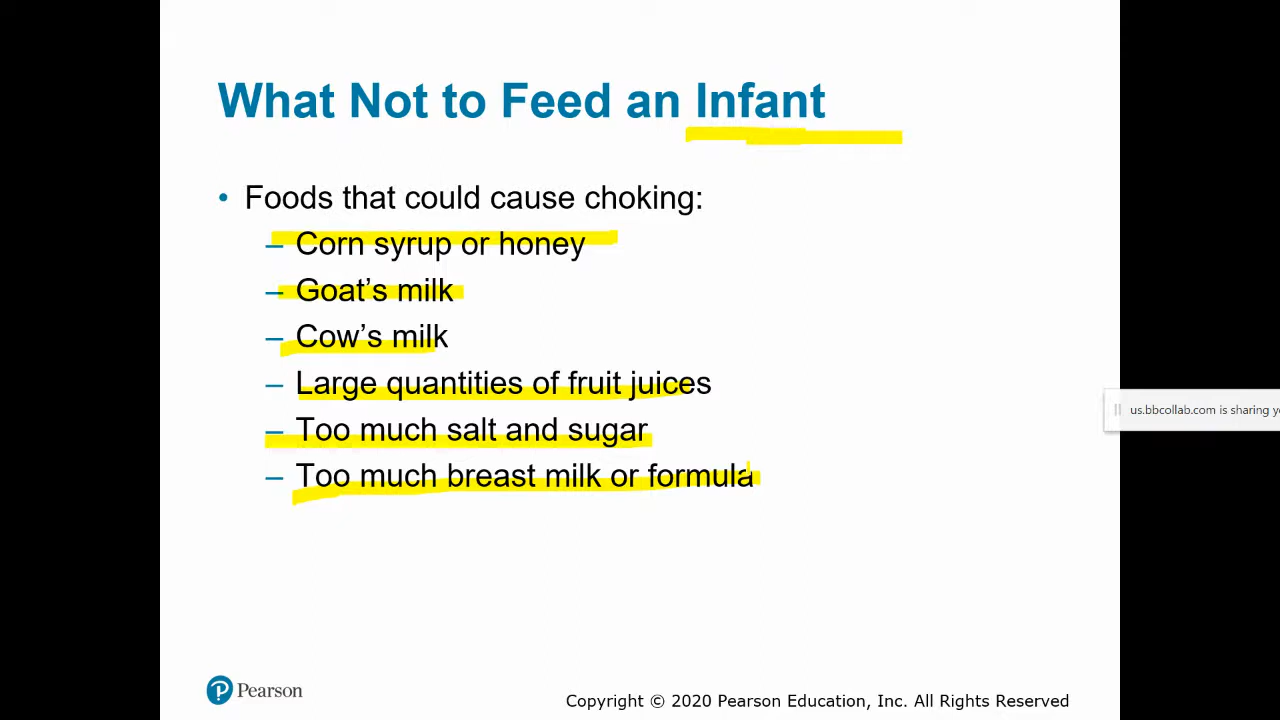 What Not to Feed an Infant
• Foods that could cause choking:
– Corn syrup or honey
– Goat’s milk
– Cow’s milk
– Large quantities of fruit juices
– Too much salt and sugar
– Too much breast milk or formula
us.bbcollab.com is sharing
Pearson
Copyright © 2020 Pearson Education, Inc. All Rights Reserved